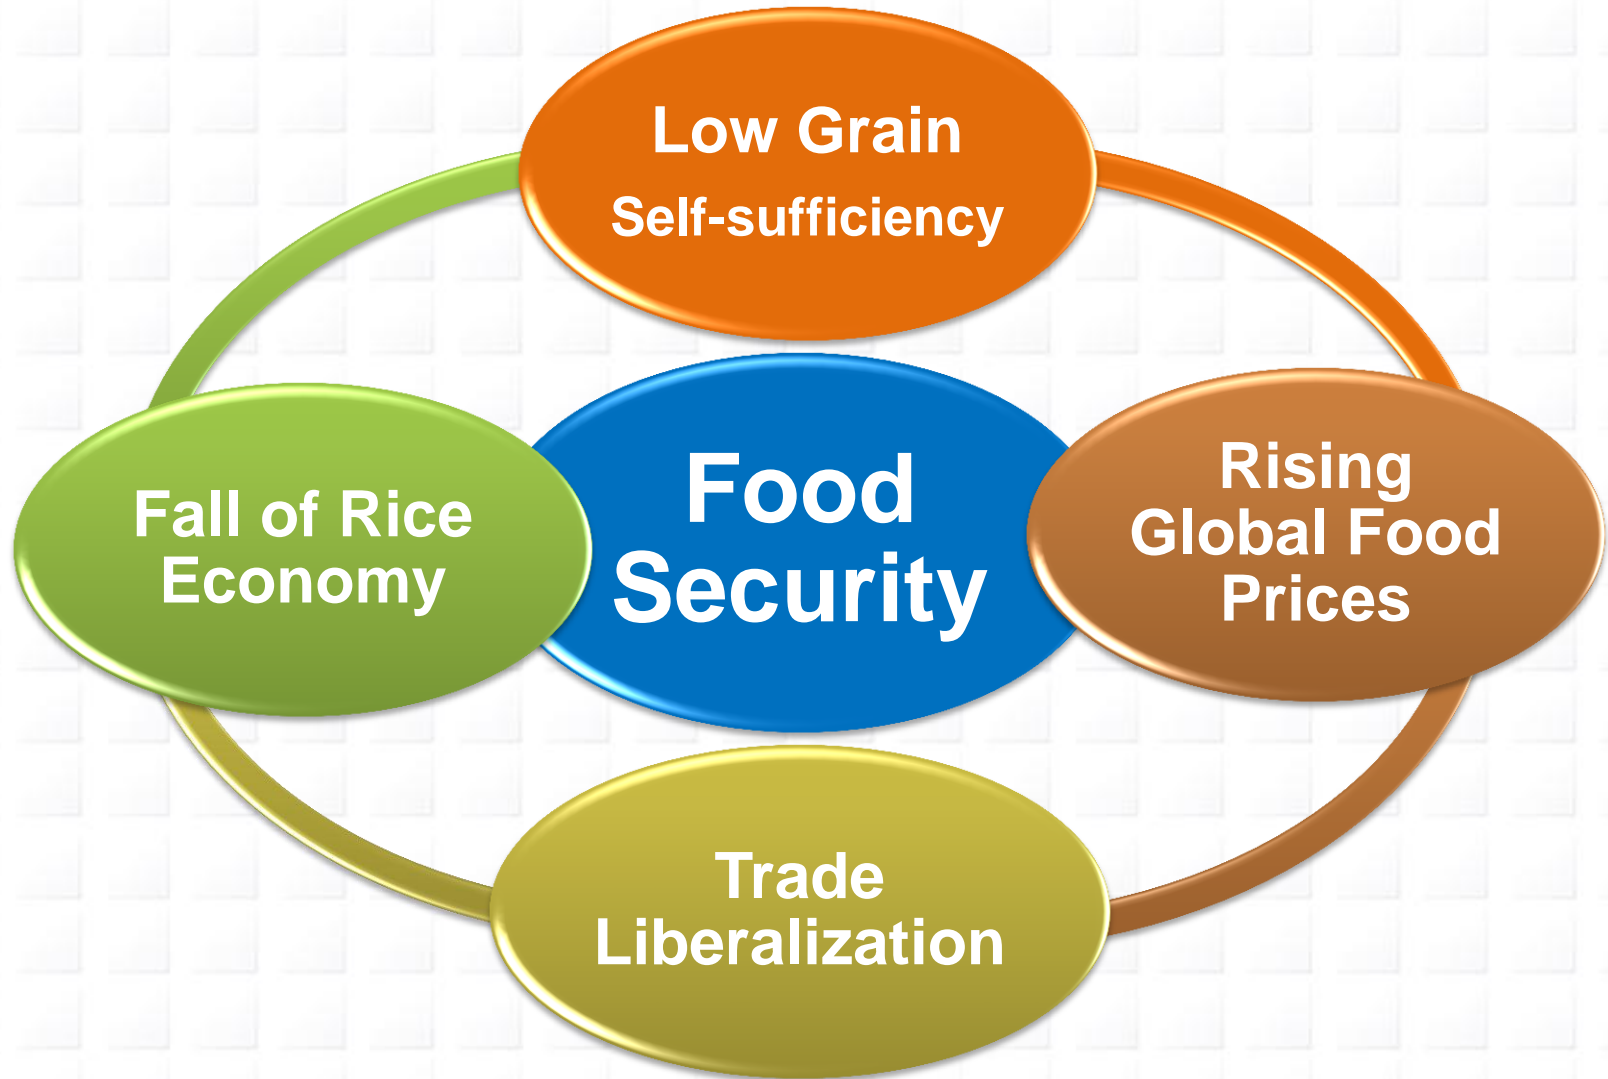 Low Grain
Self-sufficiency
Fall of Rice
Economy
Food
Security
Rising
Global Food
Prices
Trade
Liberalization